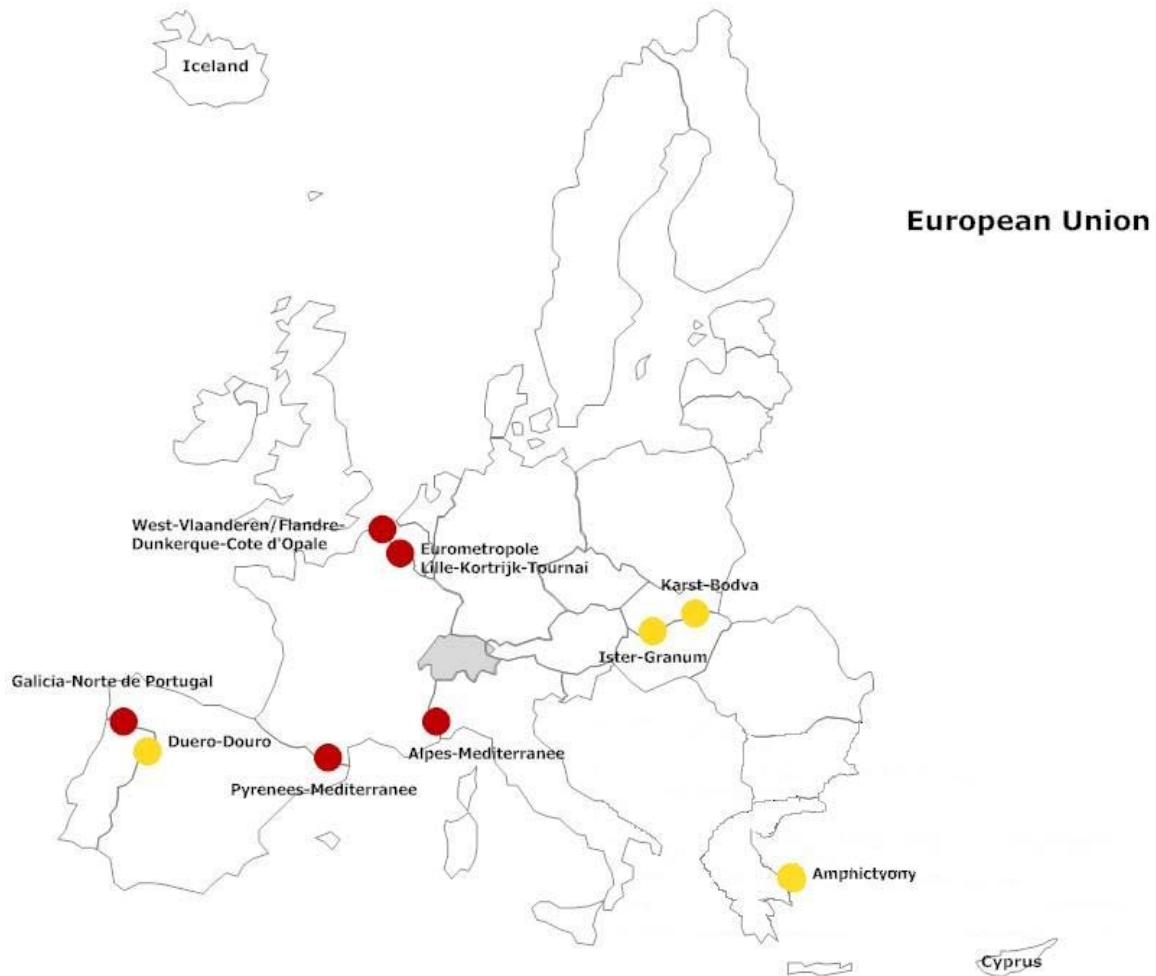 Iceland
European Union
West-Vlaanderen/Flandre-
Dunkerque-Cote d'Opale
Eurometropole
Lille-Kortrijk-Tournai
Karst-Bodva
Ister-Granum
Galicia-Norte de Portugal
Duero-Douro
Alpes-Mediterranee
Pyrenees-Mediterranee
Amphictyony
Cyprus